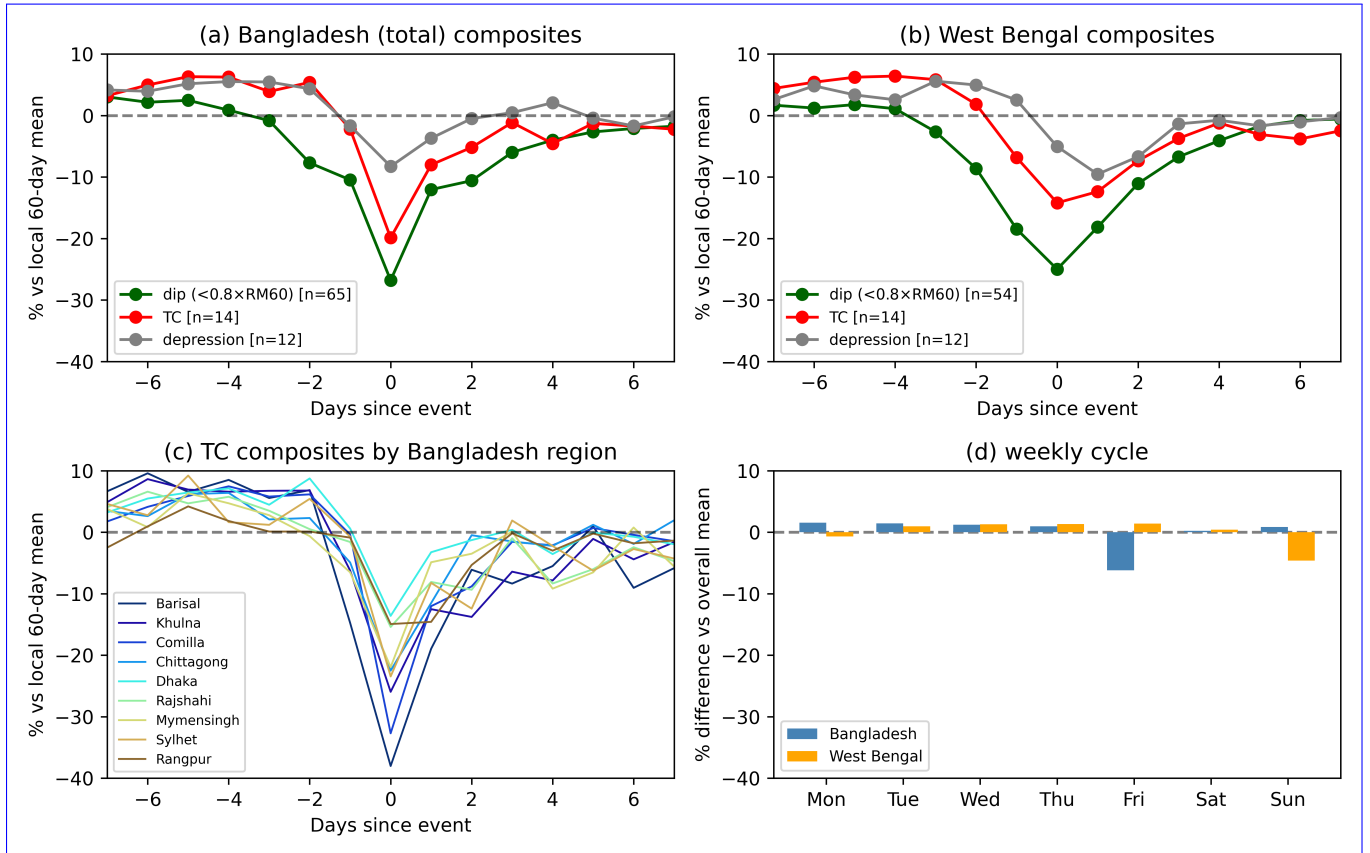 (a) Bangladesh (total) composites
% vs local 60-day mean
10
0
−10
−20
−30
−40
dip (<0.8×RM60) [n=65]
TC [n=14]
depression [n=12]
−6
−4
−2
0
2
4
6
Days since event
(b) West Bengal composites
% vs local 60-day mean
10
0
−10
−20
−30
−40
dip (<0.8×RM60) [n=54]
TC [n=14]
depression [n=12]
−6
−4
−2
0
2
4
6
Days since event
(c) TC composites by Bangladesh region
% vs local 60-day mean
10
0
−10
−20
−30
−40
Barisal
Khulna
Comilla
Chittagong
Dhaka
Rajshahi
Mymensingh
Sylhet
Rangpur
−6
−4
−2
0
2
4
6
Days since event
(d) weekly cycle
% difference vs overall mean
10
0
−10
−20
−30
−40
Bangladesh
West Bengal
Mon
Tue
Wed
Thu
Fri
Sat
Sun